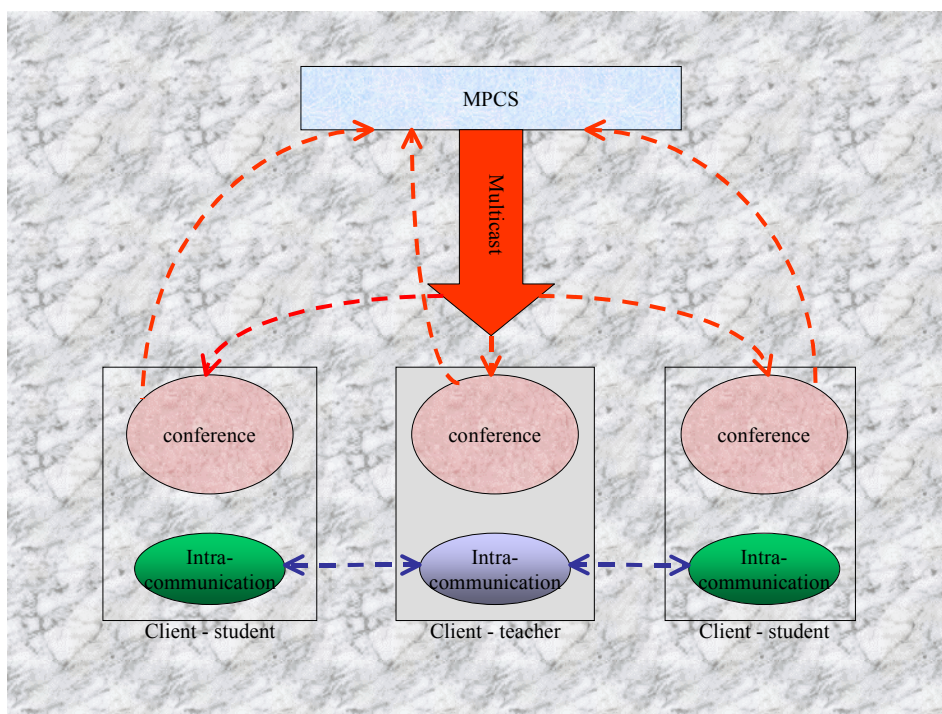 MPCS
Multicast
conference
conference
conference
Intra-
communication
Intra-
communication
Intra-
communication
Client - student
Client - teacher
Client - student